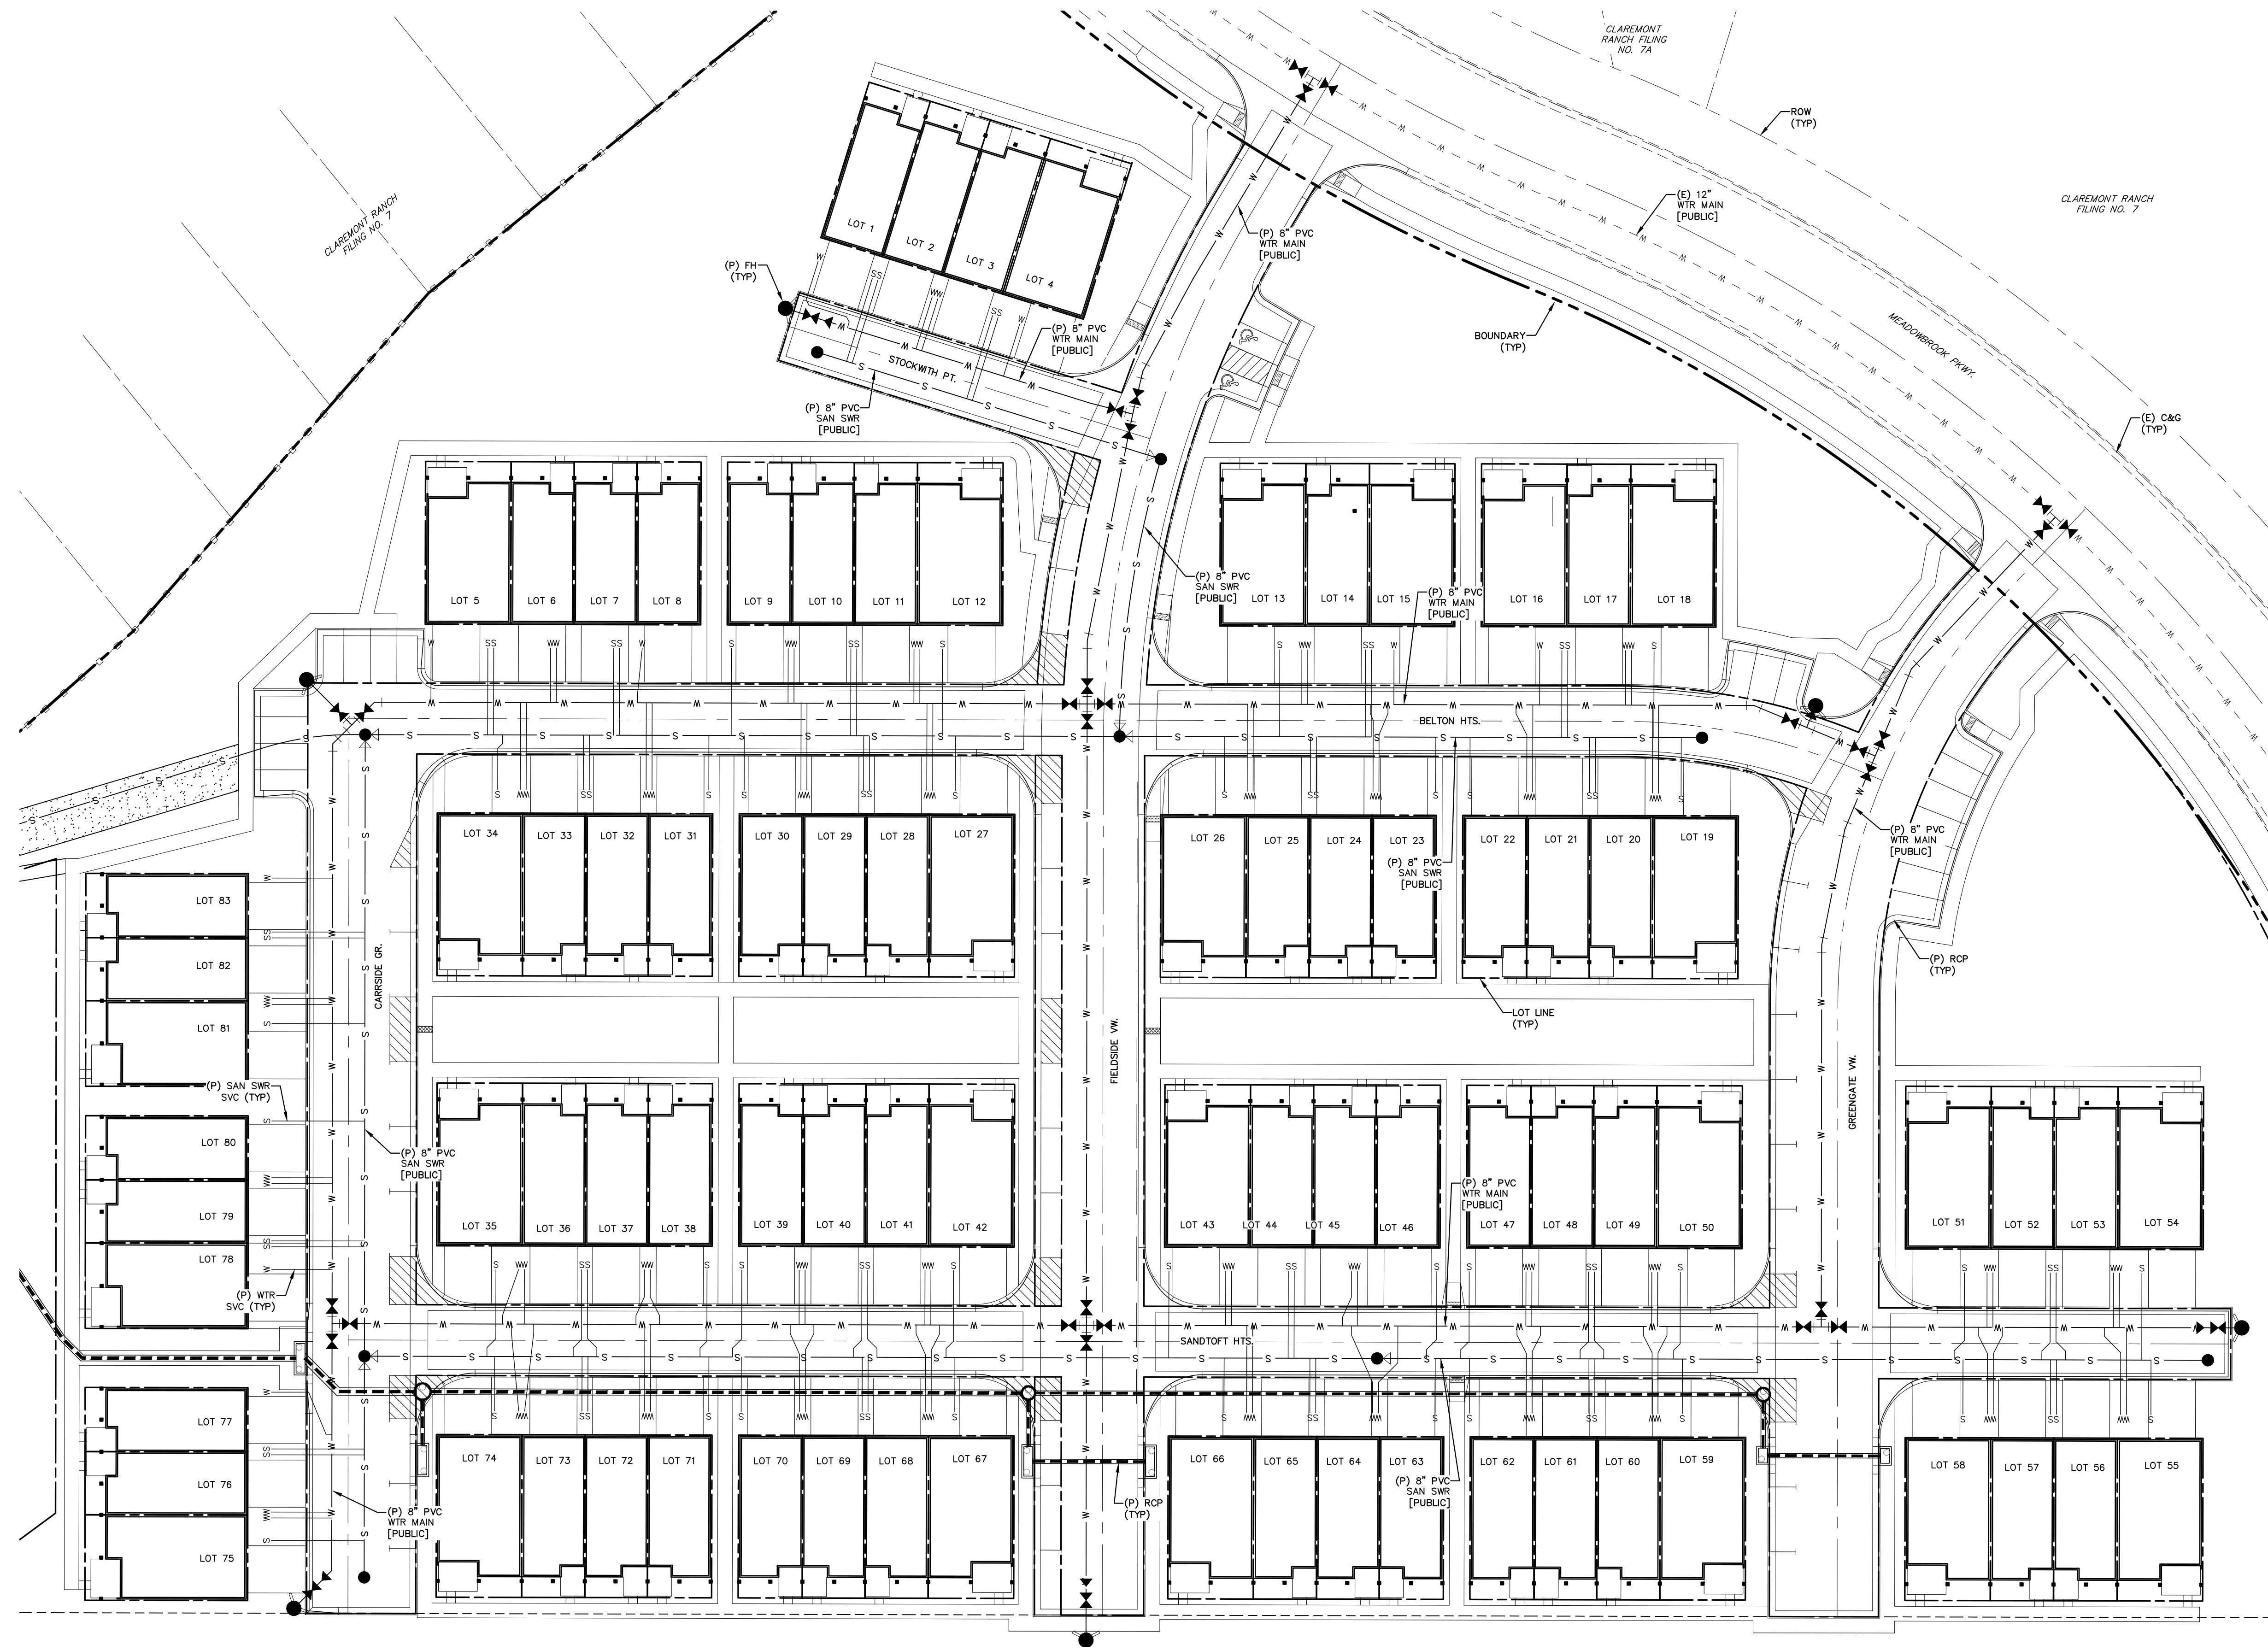 CLAREMONT
RANCH FILING
NO. 7A
ROW
(TYP)
CLAREMONT RANCH
FILING NO. 7
(E) 12"
WTR MAIN
[PUBLIC]
CLAREMONT RANCH
FILING NO. 7
MEADOWBROOK PKWY.
(E) C&G
(TYP)
BOUNDARY
(TYP)
(P) 8" PVC
WTR MAIN
[PUBLIC]
LOT 1
LOT 2
LOT 3
LOT 4
(P) FH
(TYP)
(P) 8" PVC
WTR MAIN
[PUBLIC]
STOCKWITH PT.
(P) 8" PVC
SAN SWR
[PUBLIC]
(P) 8" PVC
SAN SWR
[PUBLIC]
(P) 8" PVC
WTR MAIN
[PUBLIC]
LOT 5
LOT 6
LOT 7
LOT 8
LOT 9
LOT 10
LOT 11
LOT 12
LOT 13
LOT 14
LOT 15
LOT 16
LOT 17
LOT 18
BELTON HTS.
LOT 34
LOT 33
LOT 32
LOT 31
LOT 30
LOT 29
LOT 28
LOT 27
LOT 26
LOT 25
LOT 24
LOT 23
LOT 22
LOT 21
LOT 20
LOT 19
(P) 8" PVC
SAN SWR
[PUBLIC]
(P) 8" PVC
WTR MAIN
[PUBLIC]
LOT 83
LOT 82
LOT 81
CARRSIDE GR.
FIELDSIDE VW.
GREENGATE VW.
(P) RCP
(TYP)
LOT LINE
(TYP)
(P) SAN SWR
SVC (TYP)
LOT 80
LOT 79
LOT 78
(P) WTR
SVC (TYP)
(P) 8" PVC
SAN SWR
[PUBLIC]
(P) 8" PVC
WTR MAIN
[PUBLIC]
LOT 35
LOT 36
LOT 37
LOT 38
LOT 39
LOT 40
LOT 41
LOT 42
LOT 43
LOT 44
LOT 45
LOT 46
LOT 47
LOT 48
LOT 49
LOT 50
LOT 51
LOT 52
LOT 53
LOT 54
SANDTOFT HTS.
LOT 77
LOT 76
LOT 75
LOT 74
LOT 73
LOT 72
LOT 71
LOT 70
LOT 69
LOT 68
LOT 67
LOT 66
LOT 65
LOT 64
LOT 63
LOT 62
LOT 61
LOT 60
LOT 59
LOT 58
LOT 57
LOT 56
LOT 55
(P) 8" PVC
WTR MAIN
[PUBLIC]
(P) RCP
(TYP)
(P) 8" PVC
SAN SWR
[PUBLIC]